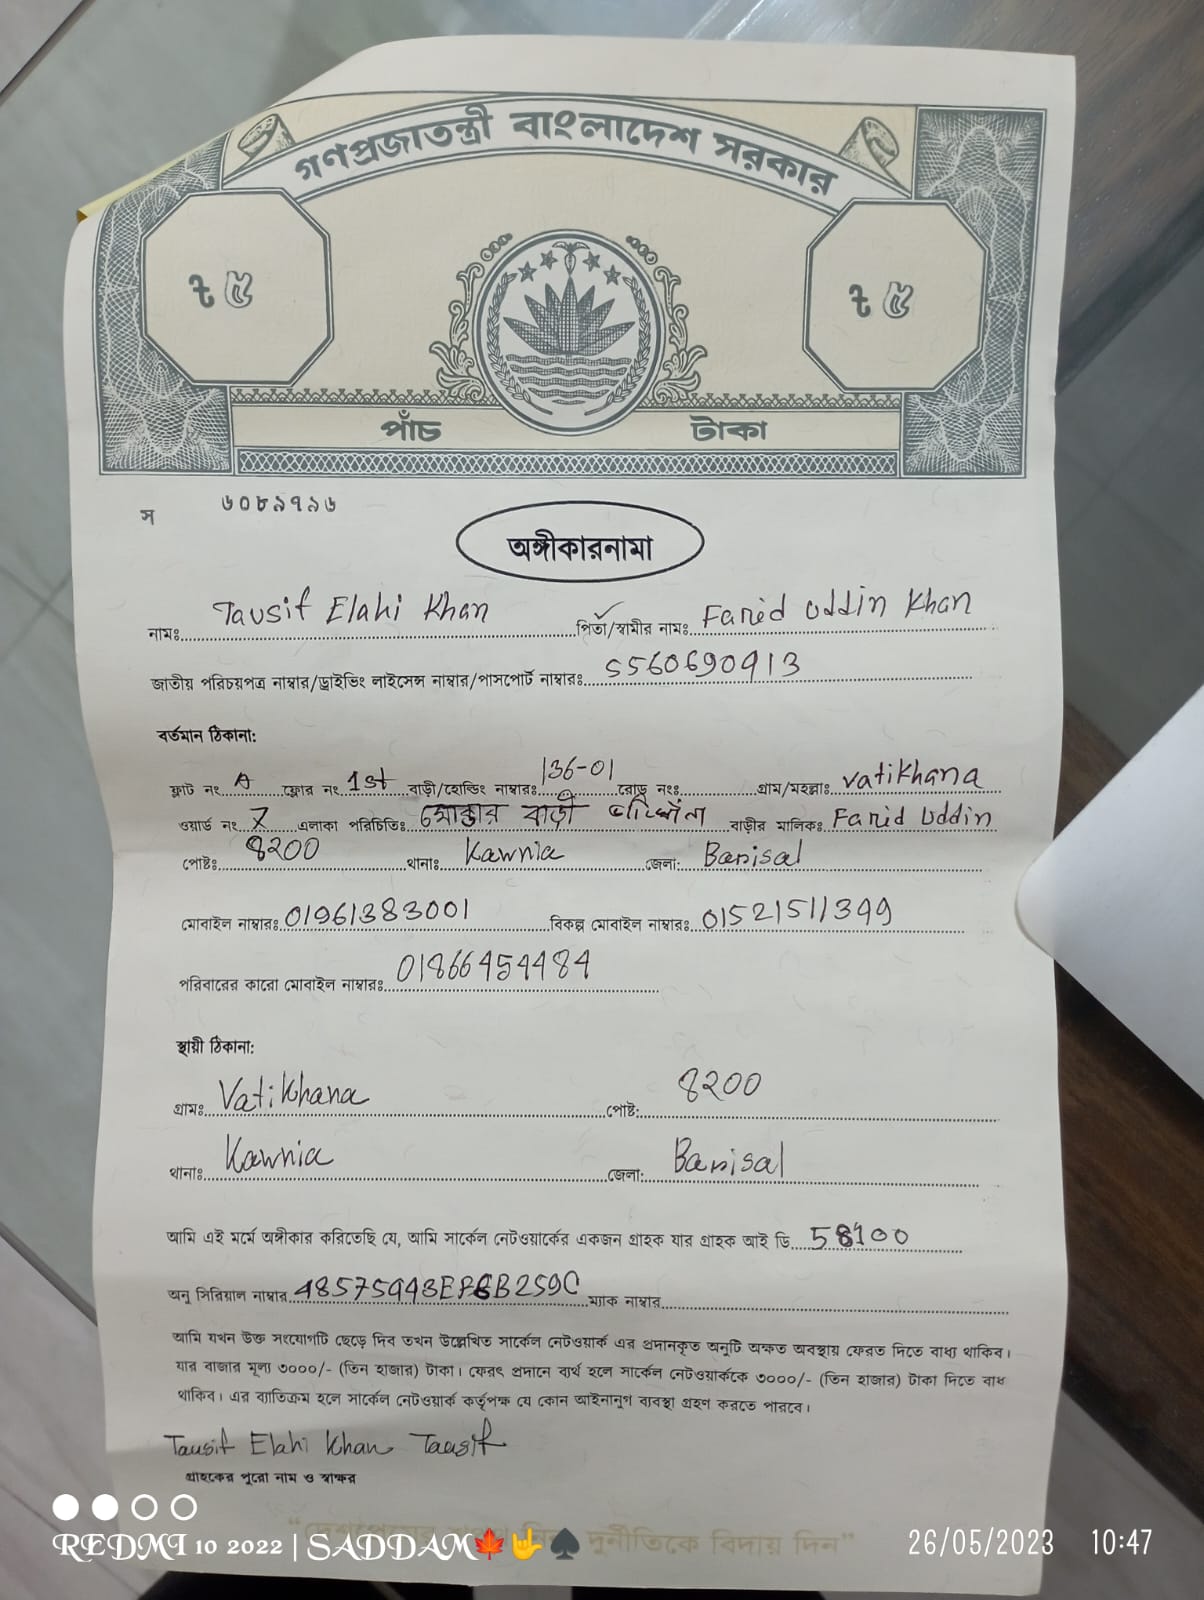 গণপ্রজাতন্ত্রী বাংলাদেশ সরকার
৳ ৫ ৳ ৫
পাঁচ টাকা
স ৬০৮৯৭৯৬
অঙ্গীকারনামা
নামঃ Tausif Elahi Khan পিতা/স্বামীর নামঃ Farid Uddin Khan
জাতীয় পরিচয়পত্র নাম্বার/ড্রাইভিং লাইসেন্স নাম্বার/পাসপোর্ট নাম্বারঃ 5560690913
বর্তমান ঠিকানা:
ফ্লাট নং A ফ্লোর নং 1st বাড়ী/হোল্ডিং নাম্বারঃ 136-01 রোড নংঃ গ্রাম/মহল্লাঃ Vatikhana
ওয়ার্ড নং 7 এলাকা পরিচিতিঃ বাড়ী বাড়ীর মালিকঃ Farid Uddin
পোষ্টঃ 8200 থানাঃ Kawnia জেলা: Barisal
মোবাইল নাম্বারঃ 01961383001 বিকল্প মোবাইল নাম্বারঃ 01521511399
পরিবারের কারো মোবাইল নাম্বারঃ 01866454484
স্থায়ী ঠিকানা:
গ্রামঃ Vatikhana পোষ্ট: 8200
থানাঃ Kawnia জেলা: Barisal
আমি এই মর্মে অঙ্গীকার করিতেছি যে, আমি সার্কেল নেটওয়ার্কের একজন গ্রাহক যার গ্রাহক আই ডি 58100
অনু সিরিয়াল নাম্বার ম্যাক নাম্বার
আমি যখন উক্ত সংযোগটি ছেড়ে দিব তখন উল্লেখিত সার্কেল নেটওয়ার্ক এর প্রদানকৃত অনুটি অক্ষত অবস্থায় ফেরত দিতে বাধ্য থাকিব।
যার বাজার মূল্য ৩০০০/- (তিন হাজার) টাকা। ফেরৎ প্রদানে ব্যর্থ হলে সার্কেল নেটওয়ার্ককে ৩০০০/- (তিন হাজার) টাকা দিতে বাধ্য
থাকিব। এর ব্যতিক্রম হলে সার্কেল নেটওয়ার্ক কর্তৃপক্ষ যে কোন আইনানুগ ব্যবস্থা গ্রহণ করতে পারবে।
Tausif Elahi Khan Tausif
গ্রাহকের পুরো নাম ও স্বাক্ষর
দুর্নীতিকে বিদায় দিন”
REDMI 10 2022 | SADDAM🍁🤟♠ 26/05/2023 10:47